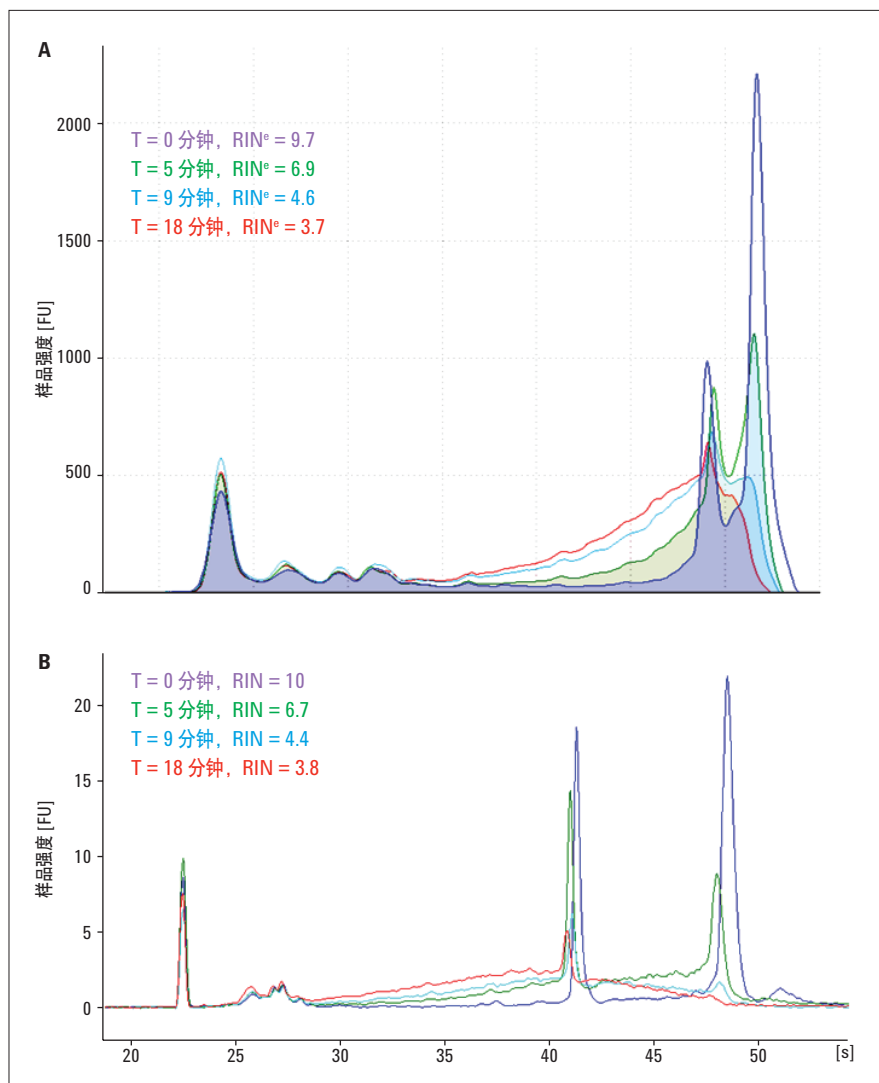 A
2000
1500
1000
500
0
样品强度 [FU]
T = 0 分钟，RINᵉ = 9.7
T = 5 分钟，RINᵉ = 6.9
T = 9 分钟，RINᵉ = 4.6
T = 18 分钟，RINᵉ = 3.7
B
20
15
10
5
0
样品强度 [FU]
T = 0 分钟，RIN = 10
T = 5 分钟，RIN = 6.7
T = 9 分钟，RIN = 4.4
T = 18 分钟，RIN = 3.8
20 25 30 35 40 45 50 [s]